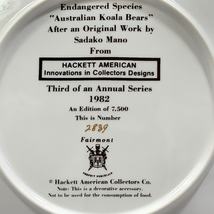 Endangered Species
"Australian Koala Bears"
After an Original Work by
Sadako Mano
From
HACKETT AMERICAN
Innovations in Collectors Designs
Third of an Annual Series
1982
An Edition of 7,500
This is Number
2839
Fairmont
© Hackett American Collectors Co.
Note: This is a decorative accessory.
Not to be used for the consumption of food.